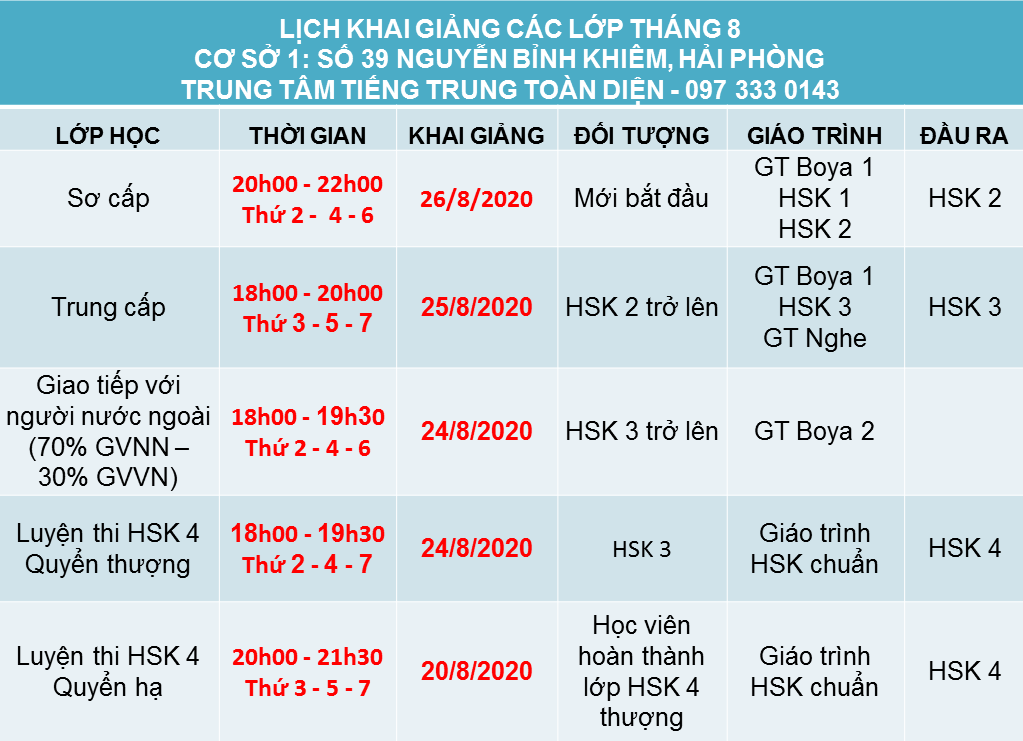 LỊCH KHAI GIẢNG CÁC LỚP THÁNG 8
CƠ SỞ 1: SỐ 39 NGUYỄN BỈNH KHIÊM, HẢI PHÒNG
TRUNG TÂM TIẾNG TRUNG TOÀN DIỆN - 097 333 0143
LỚP HỌC
THỜI GIAN
KHAI GIẢNG
ĐỐI TƯỢNG
GIÁO TRÌNH
ĐẦU RA
Sơ cấp
20h00 - 22h00
Thứ 2 - 4 - 6
26/8/2020
Mới bắt đầu
GT Boya 1
HSK 1
HSK 2
HSK 2
Trung cấp
18h00 - 20h00
Thứ 3 - 5 - 7
25/8/2020
HSK 2 trở lên
GT Boya 1
HSK 3
GT Nghe
HSK 3
Giao tiếp với
người nước ngoài
(70% GVNN –
30% GVVN)
18h00 - 19h30
Thứ 2 - 4 - 6
24/8/2020
HSK 3 trở lên
GT Boya 2
Luyện thi HSK 4
Quyển thượng
18h00 - 19h30
Thứ 2 - 4 - 7
24/8/2020
HSK 3
Giáo trình
HSK chuẩn
HSK 4
Luyện thi HSK 4
Quyển hạ
20h00 - 21h30
Thứ 3 - 5 - 7
20/8/2020
Học viên
hoàn thành
lớp HSK 4
thượng
Giáo trình
HSK chuẩn
HSK 4